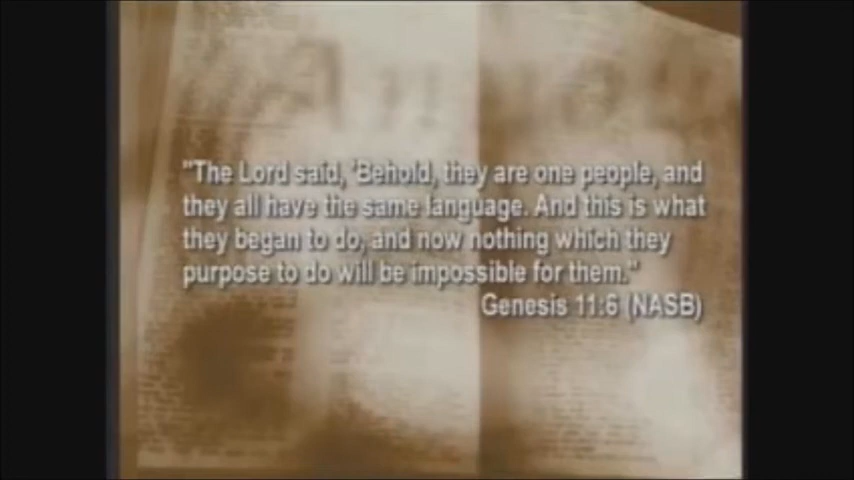 "The Lord said, 'Behold, they are one people, and
they all have the same language. And this is what
they began to do, and now nothing which they
purpose to do will be impossible for them."
Genesis 11:6 (NASB)